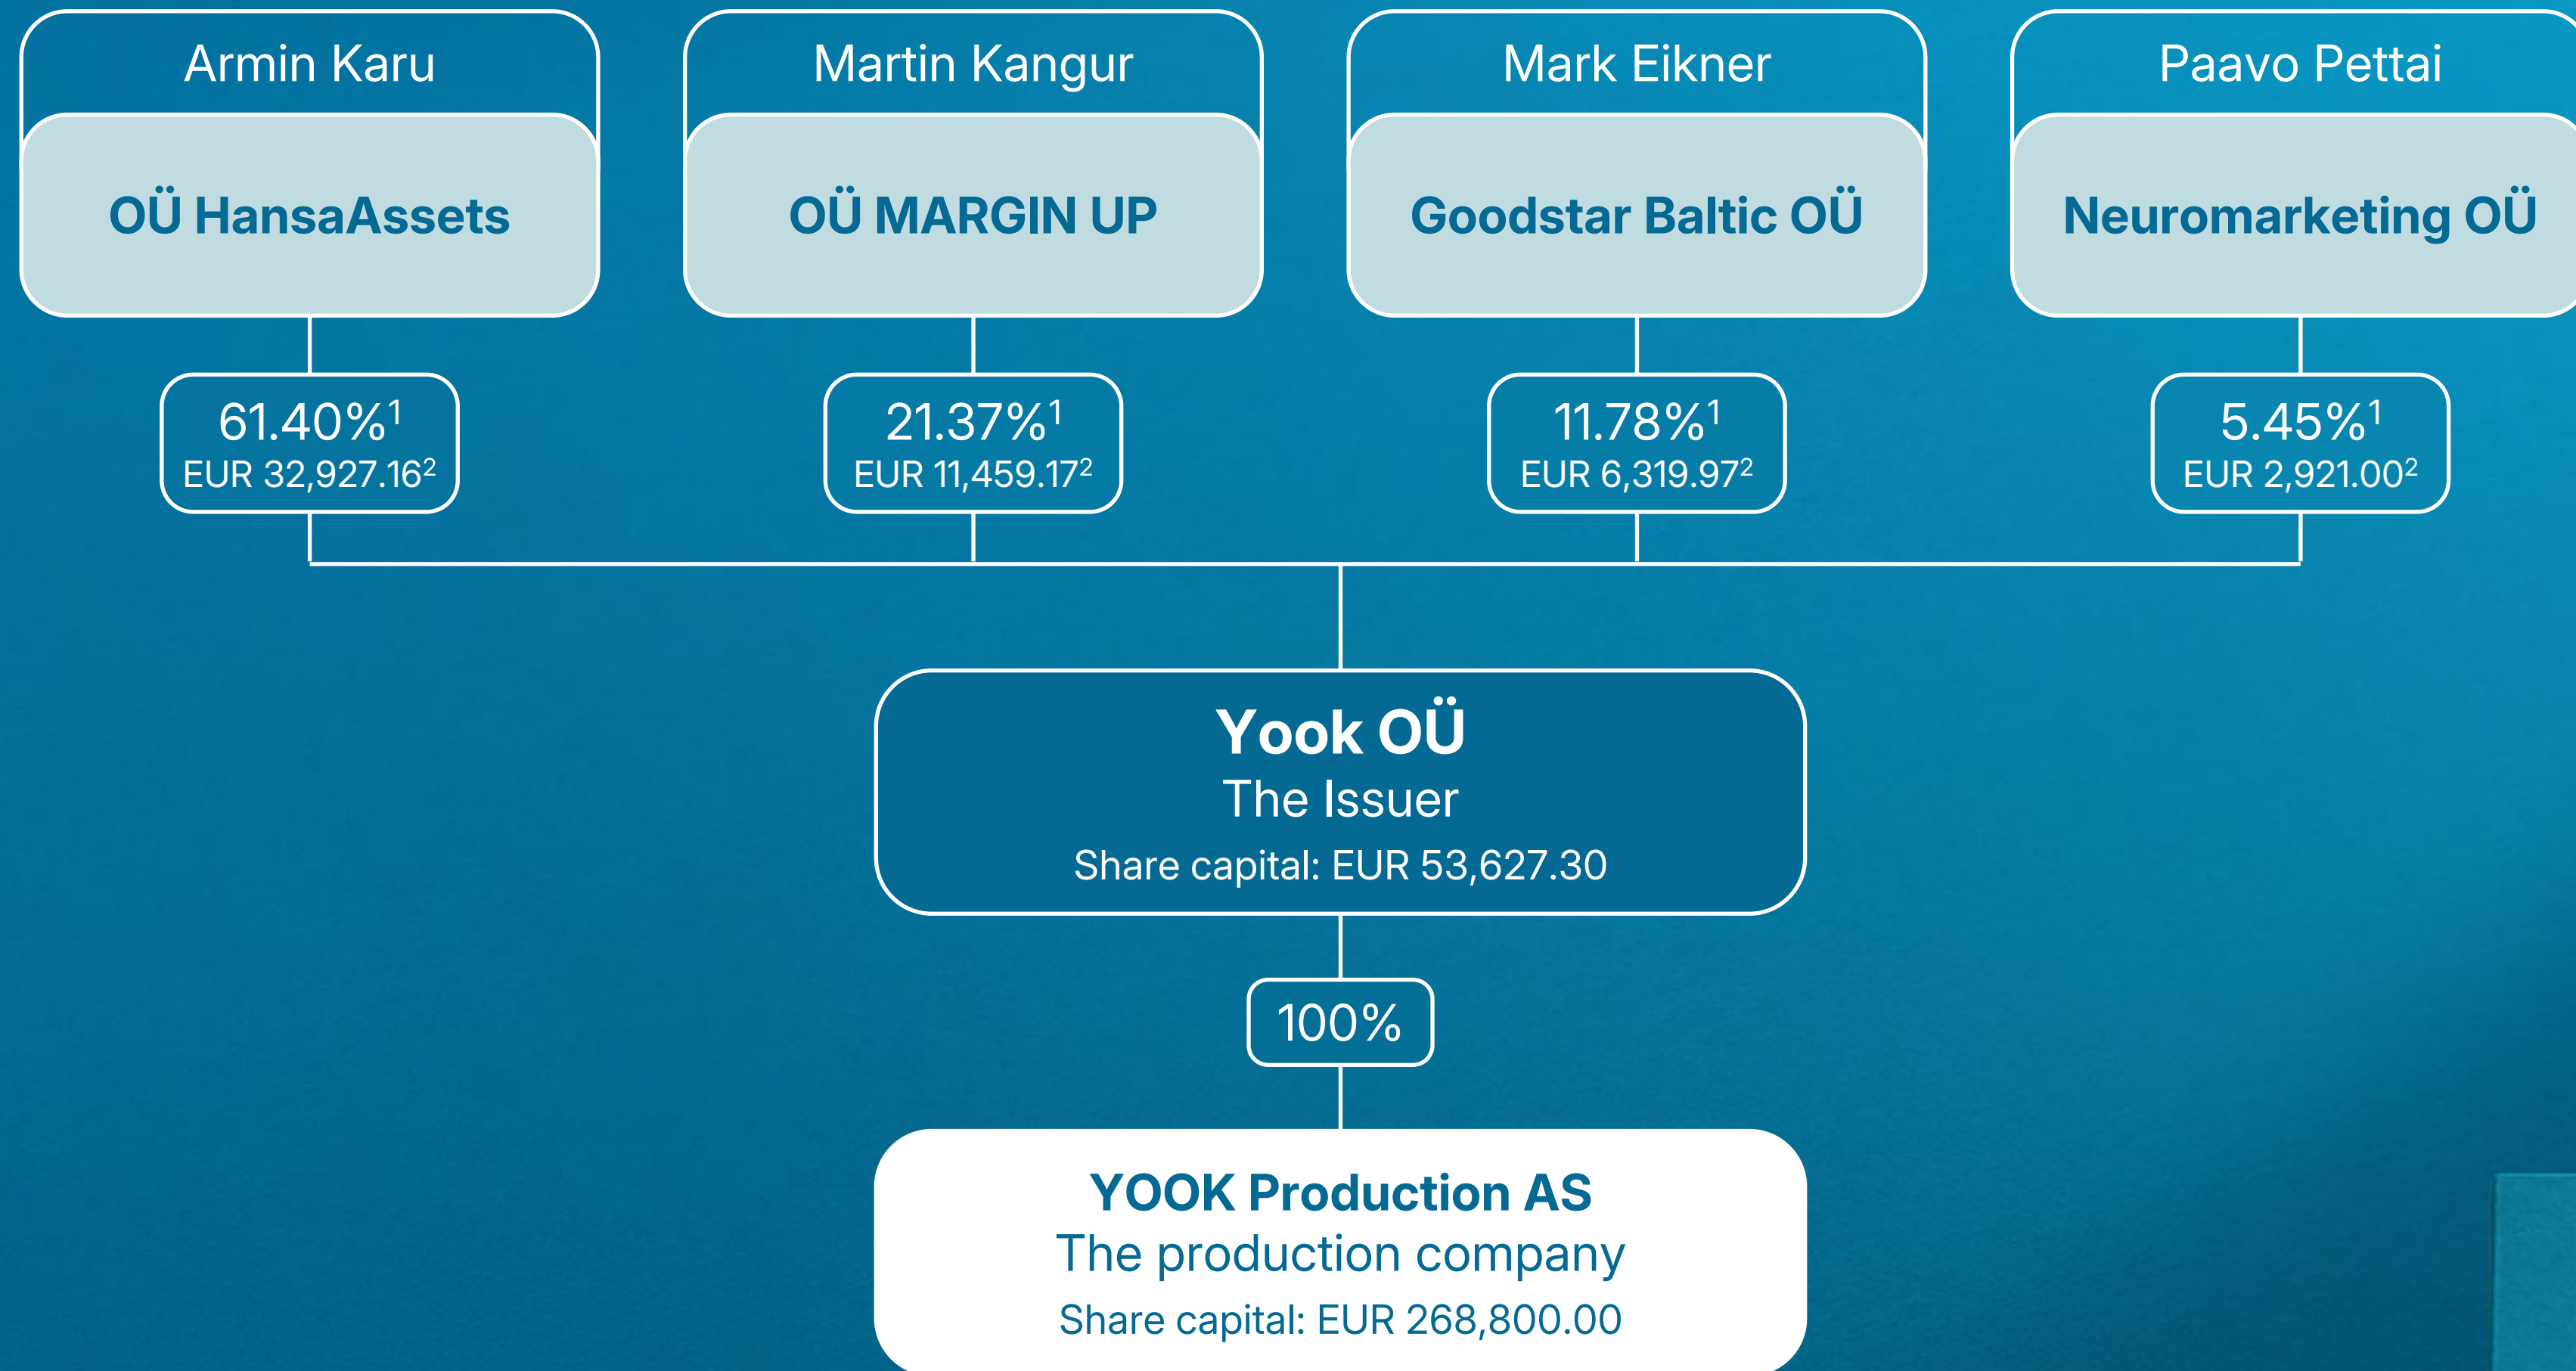 Armin Karu
Martin Kangur
Mark Eikner
Paavo Pettai
OÜ HansaAssets
OÜ MARGIN UP
Goodstar Baltic OÜ
Neuromarketing OÜ
61.40%¹
EUR 32,927.16²
21.37%¹
EUR 11,459.17²
11.78%¹
EUR 6,319.97²
5.45%¹
EUR 2,921.00²
Yook OÜ
The Issuer
Share capital: EUR 53,627.30
100%
YOOK Production AS
The production company
Share capital: EUR 268,800.00